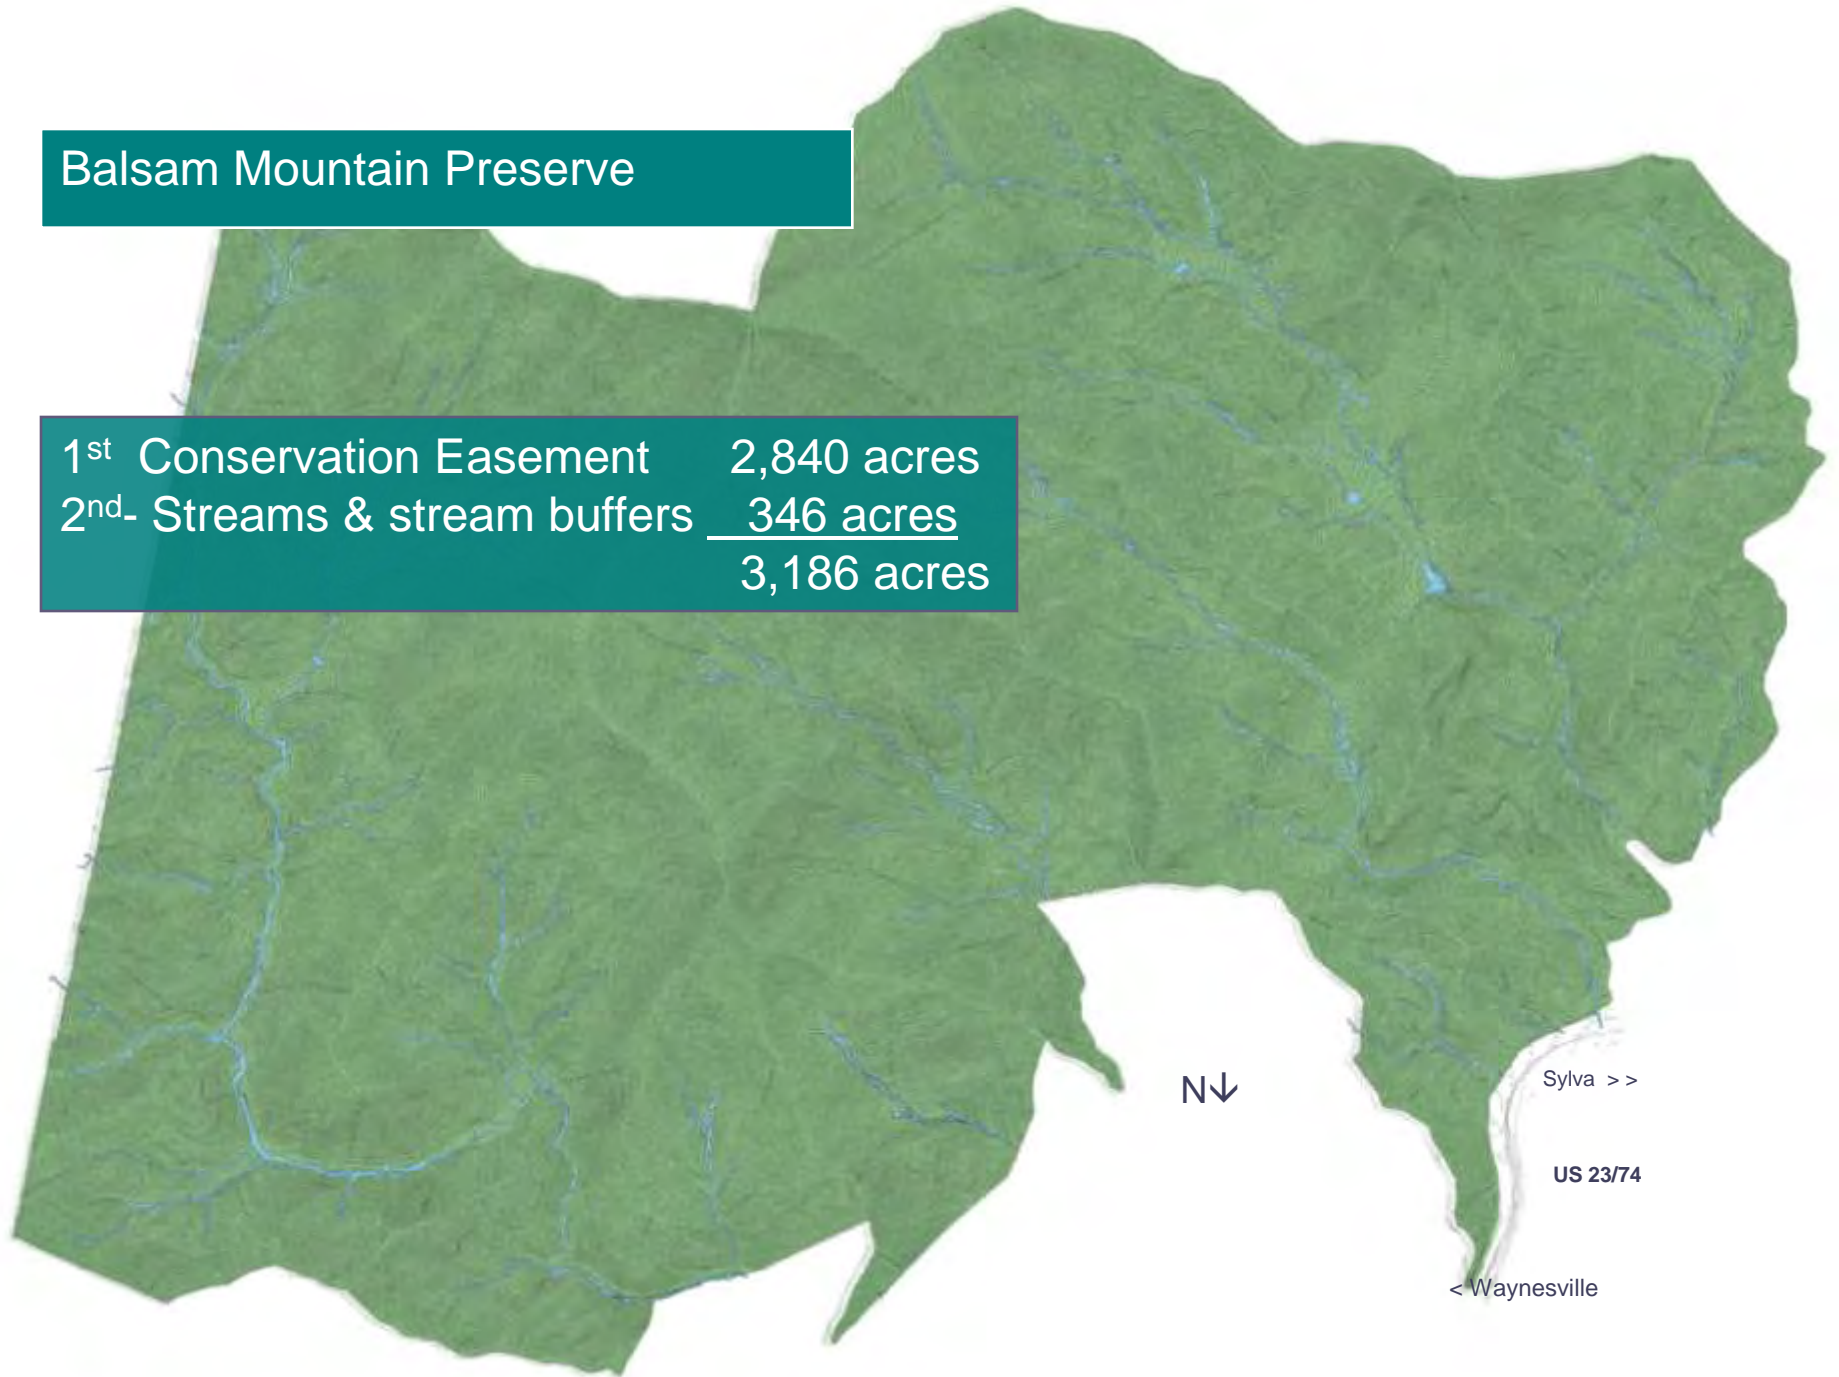 Balsam Mountain Preserve
1st Conservation Easement 2,840 acres
2nd- Streams & stream buffers 346 acres
3,186 acres
N↓
Sylva > >
US 23/74
< Waynesville